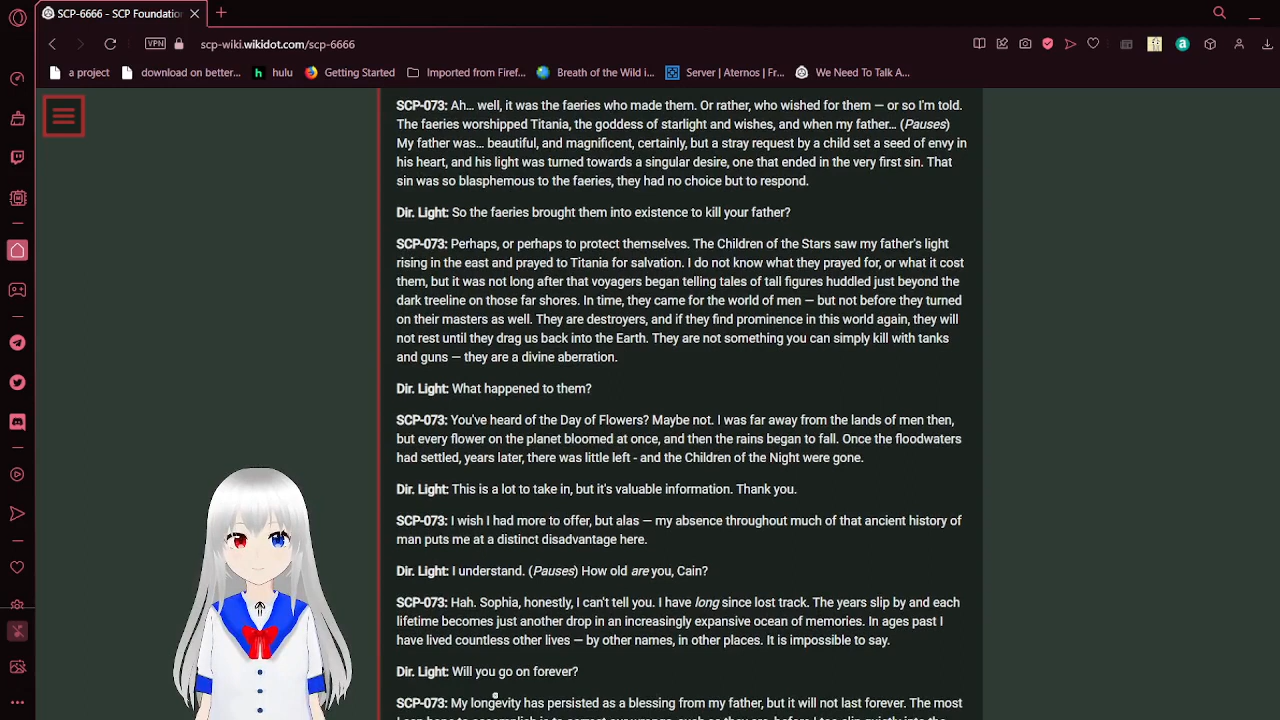 SCP-6666 - SCP Foundation
scp-wiki.wikidot.com/scp-6666
VPN
a project
download on better...
hulu
Getting Started
Imported from Firef...
Breath of the Wild i...
Server | Aternos | Fr...
We Need To Talk A...
SCP-073: Ah... well, it was the faeries who made them. Or rather, who wished for them — or so I'm told.
The faeries worshipped Titania, the goddess of starlight and wishes, and when my father... (Pauses)
My father was... beautiful, and magnificent, certainly, but a stray request by a child set a seed of envy in
his heart, and his light was turned towards a singular desire, one that ended in the very first sin. That
sin was so blasphemous to the faeries, they had no choice but to respond.
Dir. Light: So the faeries brought them into existence to kill your father?
SCP-073: Perhaps, or perhaps to protect themselves. The Children of the Stars saw my father's light
rising in the east and prayed to Titania for salvation. I do not know what they prayed for, or what it cost
them, but it was not long after that voyagers began telling tales of tall figures huddled just beyond the
dark treeline on those far shores. In time, they came for the world of men — but not before they turned
on their masters as well. They are destroyers, and if they find prominence in this world again, they will
not rest until they drag us back into the Earth. They are not something you can simply kill with tanks
and guns — they are a divine aberration.
Dir. Light: What happened to them?
SCP-073: You've heard of the Day of Flowers? Maybe not. I was far away from the lands of men then,
but every flower on the planet bloomed at once, and then the rains began to fall. Once the floodwaters
had settled, years later, there was little left - and the Children of the Night were gone.
Dir. Light: This is a lot to take in, but it's valuable information. Thank you.
SCP-073: I wish I had more to offer, but alas — my absence throughout much of that ancient history of
man puts me at a distinct disadvantage here.
Dir. Light: I understand. (Pauses) How old are you, Cain?
SCP-073: Hah. Sophia, honestly, I can't tell you. I have long since lost track. The years slip by and each
lifetime becomes just another drop in an increasingly expansive ocean of memories. In ages past I
have lived countless other lives — by other names, in other places. It is impossible to say.
Dir. Light: Will you go on forever?
SCP-073: My longevity has persisted as a blessing from my father, but it will not last forever. The most